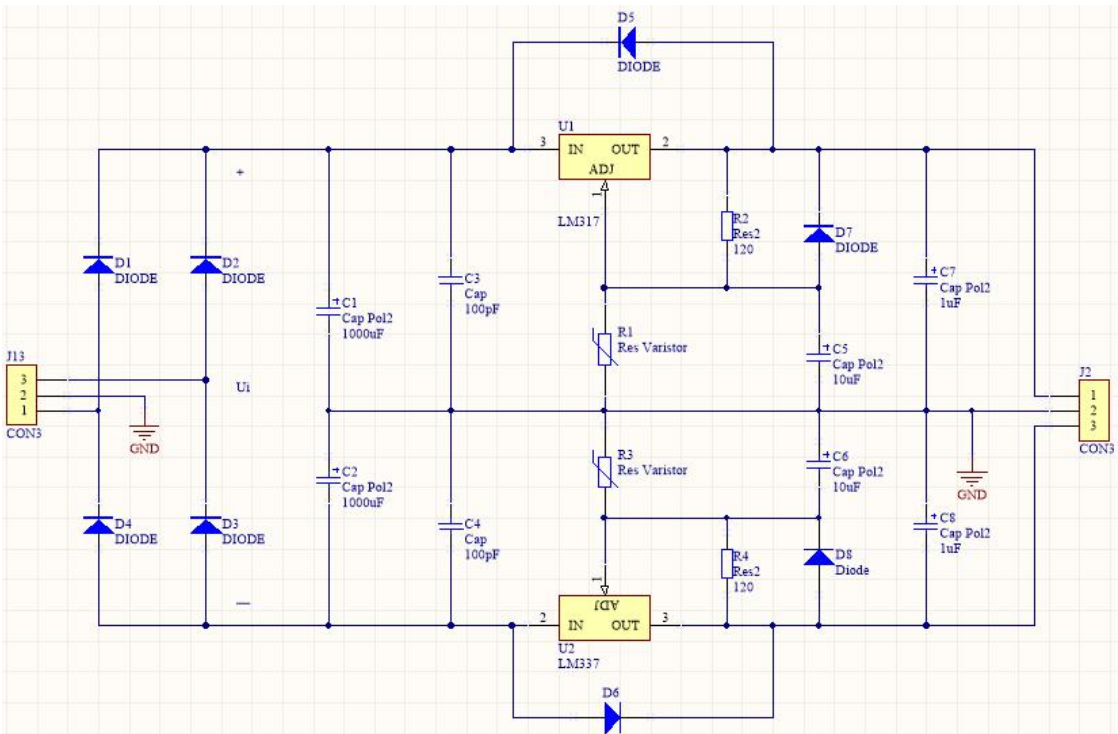 D5
DIODE
U1
3 IN OUT 2
ADJ
1
LM317
+
R2
Res2
120
D7
DIODE
D1
DIODE
D2
DIODE
C3
Cap
100pF
C7
Cap Pol2
1uF
+
C1
Cap Pol2
1000uF
+
R1
Res Varistor
C5
Cap Pol2
10uF
+
J13
3
2
1
CON3
GND
Ui
J2
1
2
3
CON3
C2
Cap Pol2
1000uF
+
R3
Res Varistor
C6
Cap Pol2
10uF
+
GND
D4
DIODE
D3
DIODE
C4
Cap
100pF
C8
Cap Pol2
1uF
+
R4
Res2
120
D8
Diode
—
1
ADJ
2 IN OUT 3
U2
LM337
D6